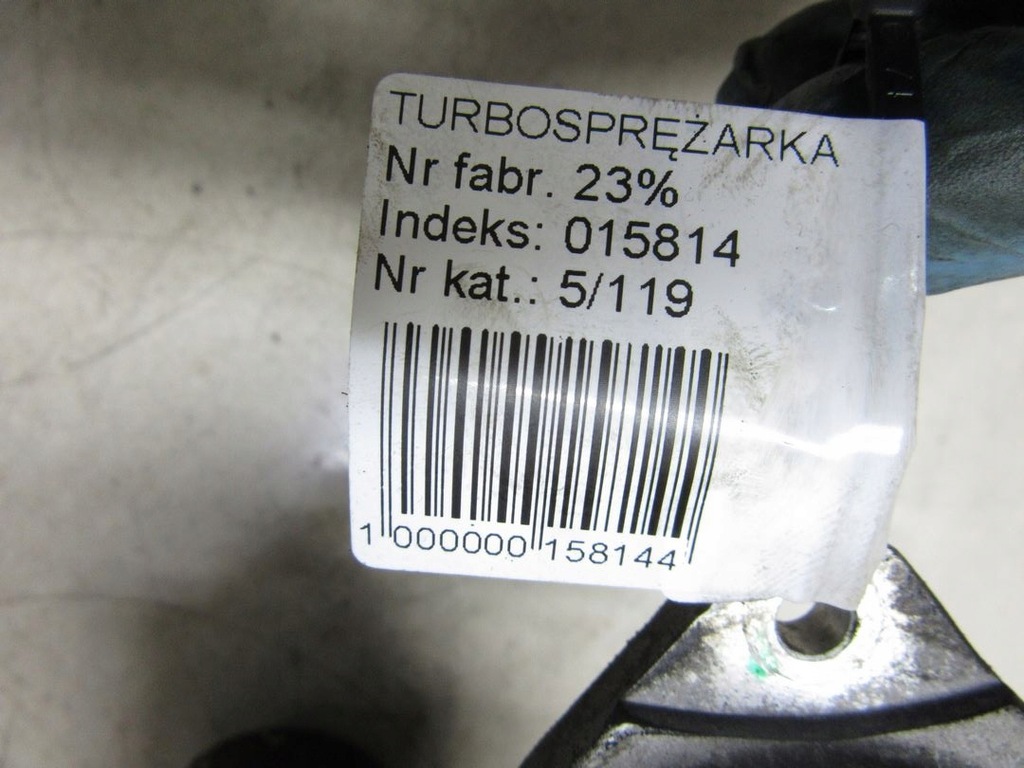 TURBOSPRĘŻARKA
Nr fabr. 23%
Indeks: 015814
Nr kat.: 5/119
1 000000 158144